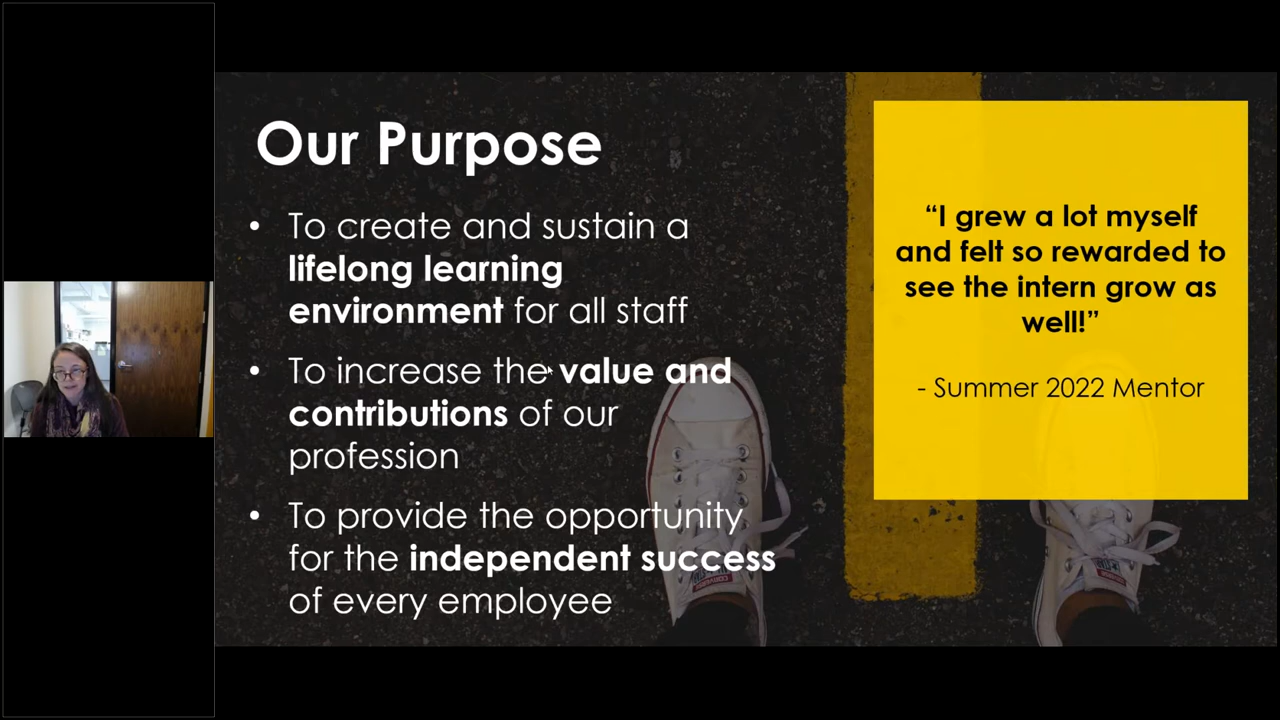 Our Purpose
• To create and sustain a
lifelong learning
environment for all staff
• To increase the value and
contributions of our
profession
• To provide the opportunity
for the independent success
of every employee
“I grew a lot myself
and felt so rewarded to
see the intern grow as
well!”
- Summer 2022 Mentor
CONVERSE